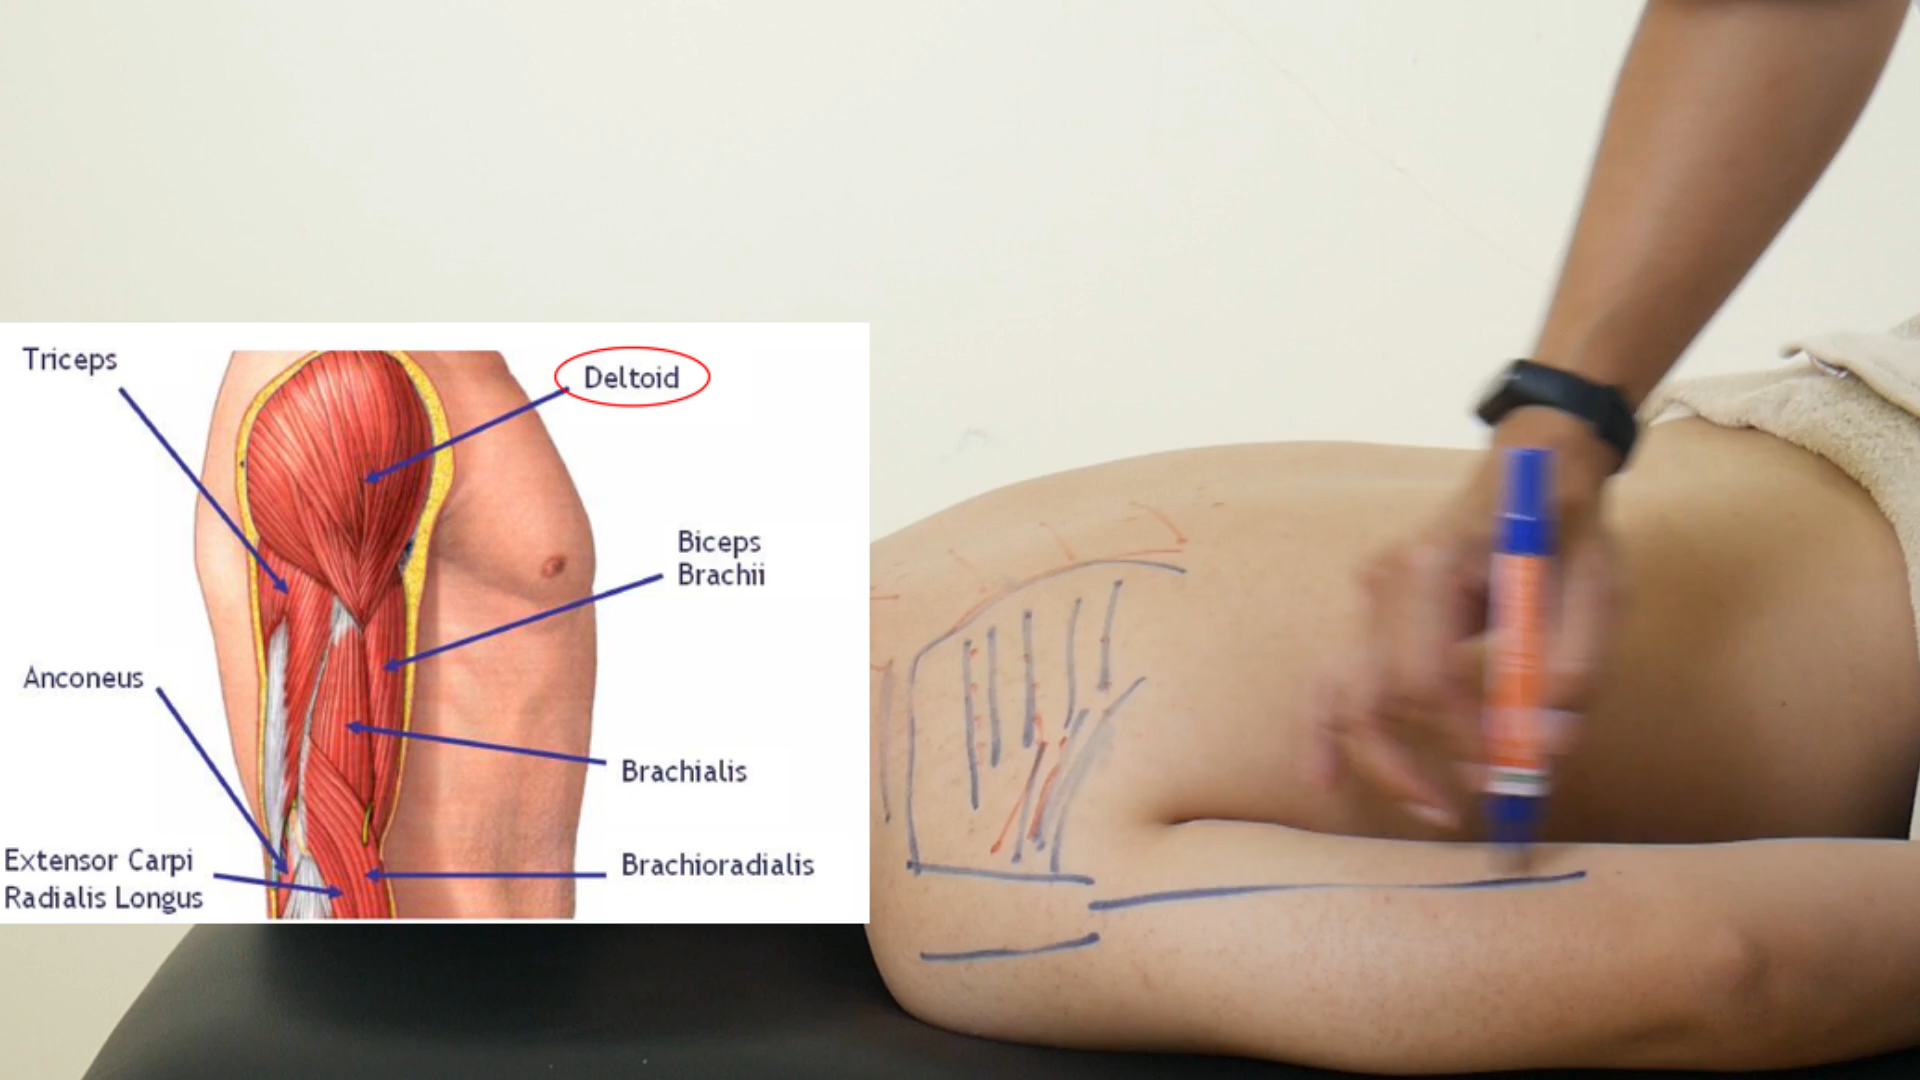 Triceps
Deltoid
Biceps
Brachii
Anconeus
Brachialis
Extensor Carpi
Radialis Longus
Brachioradialis